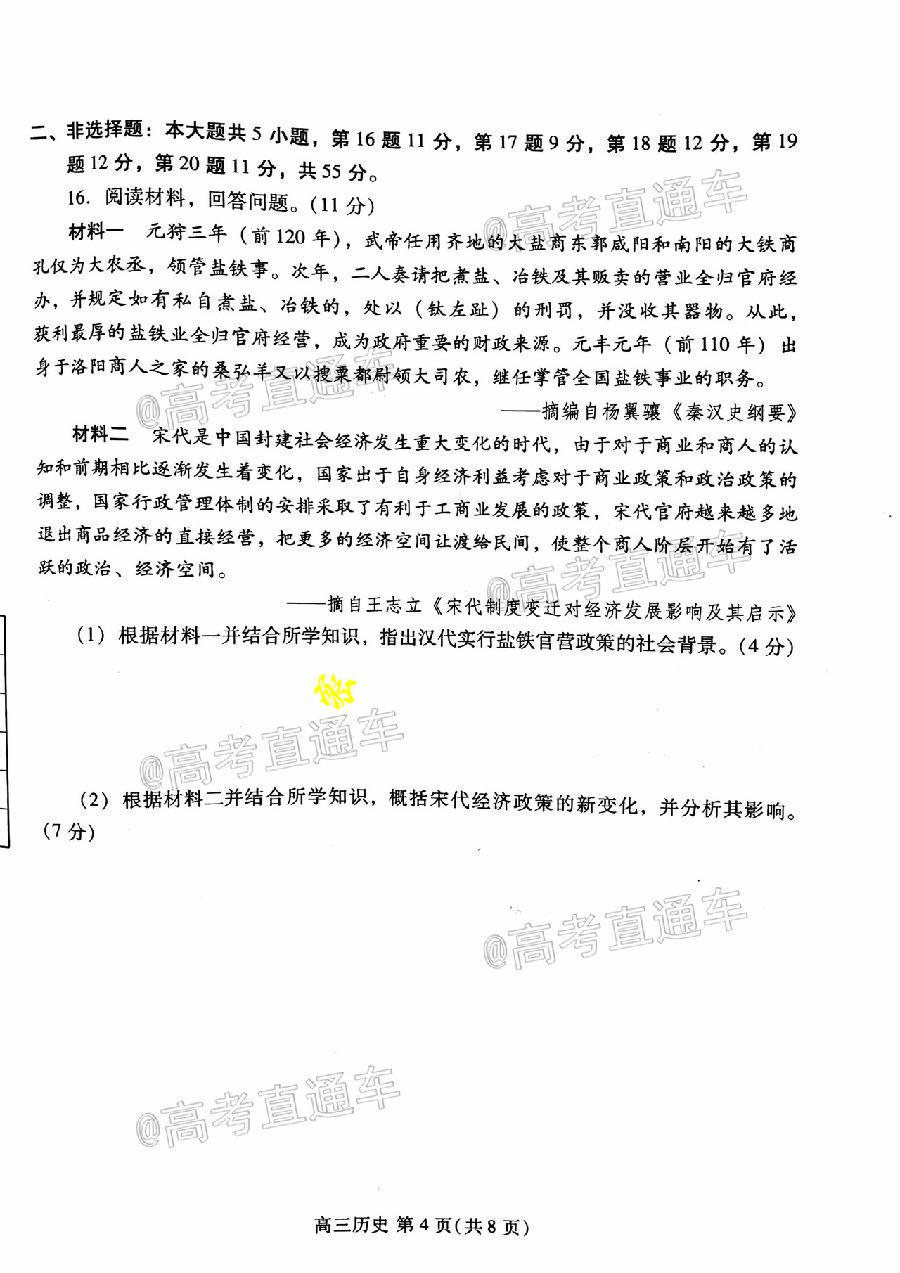 二、非选择题：本大题共5小题，第16题11分，第17题9分，第18题12分，第19
题12分，第20题11分，共55分。
16. 阅读材料，回答问题。(11分)
@高考直通车
材料一 元狩三年（前120年），武帝任用齐地的大盐商东郭咸阳和南阳的大铁商
孔仅为大农丞，领管盐铁事。次年，二人奏请把煮盐、冶铁及其贩卖的营业全归官府经
办，并规定如有私自煮盐、冶铁的，处以（钛左趾）的刑罚，并没收其器物。从此，
获利最厚的盐铁业全归官府经营，成为政府重要的财政来源。元丰元年（前110年）出
身于洛阳商人之家的桑弘羊又以搜粟都尉领大司农，继任掌管全国盐铁事业的职务。
@高考直通车
——摘编自杨翼骧《秦汉史纲要》
材料二 宋代是中国封建社会经济发生重大变化的时代，由于对于商业和商人的认
知和前期相比逐渐发生着变化，国家出于自身经济利益考虑对于商业政策和政治政策的
调整，国家行政管理体制的安排采取了有利于工商业发展的政策，宋代官府越来越多地
退出商品经济的直接经营，把更多的经济空间让渡给民间，使整个商人阶层开始有了活
跃的政治、经济空间。
@高考直通车
——摘自王志立《宋代制度变迁对经济发展影响及其启示》
(1) 根据材料一并结合所学知识，指出汉代实行盐铁官营政策的社会背景。(4分)
密
@高考直通车
(2) 根据材料二并结合所学知识，概括宋代经济政策的新变化，并分析其影响。
(7分)
@高考直通车
@高考直通车
高三历史 第4页(共8页)